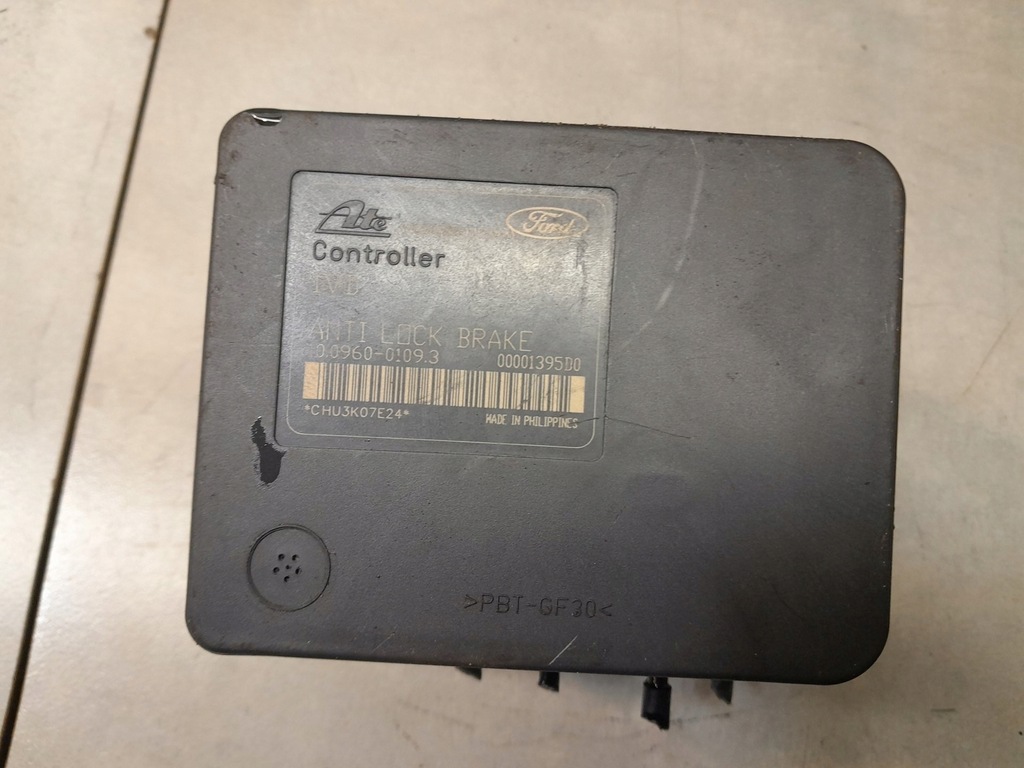 Ate
Ford
Controller
ANTI LOCK BRAKE
10.0960-0109.3 00001395D0
*CHU3K07E24*
MADE IN PHILIPPINES
>PBT-GF30<